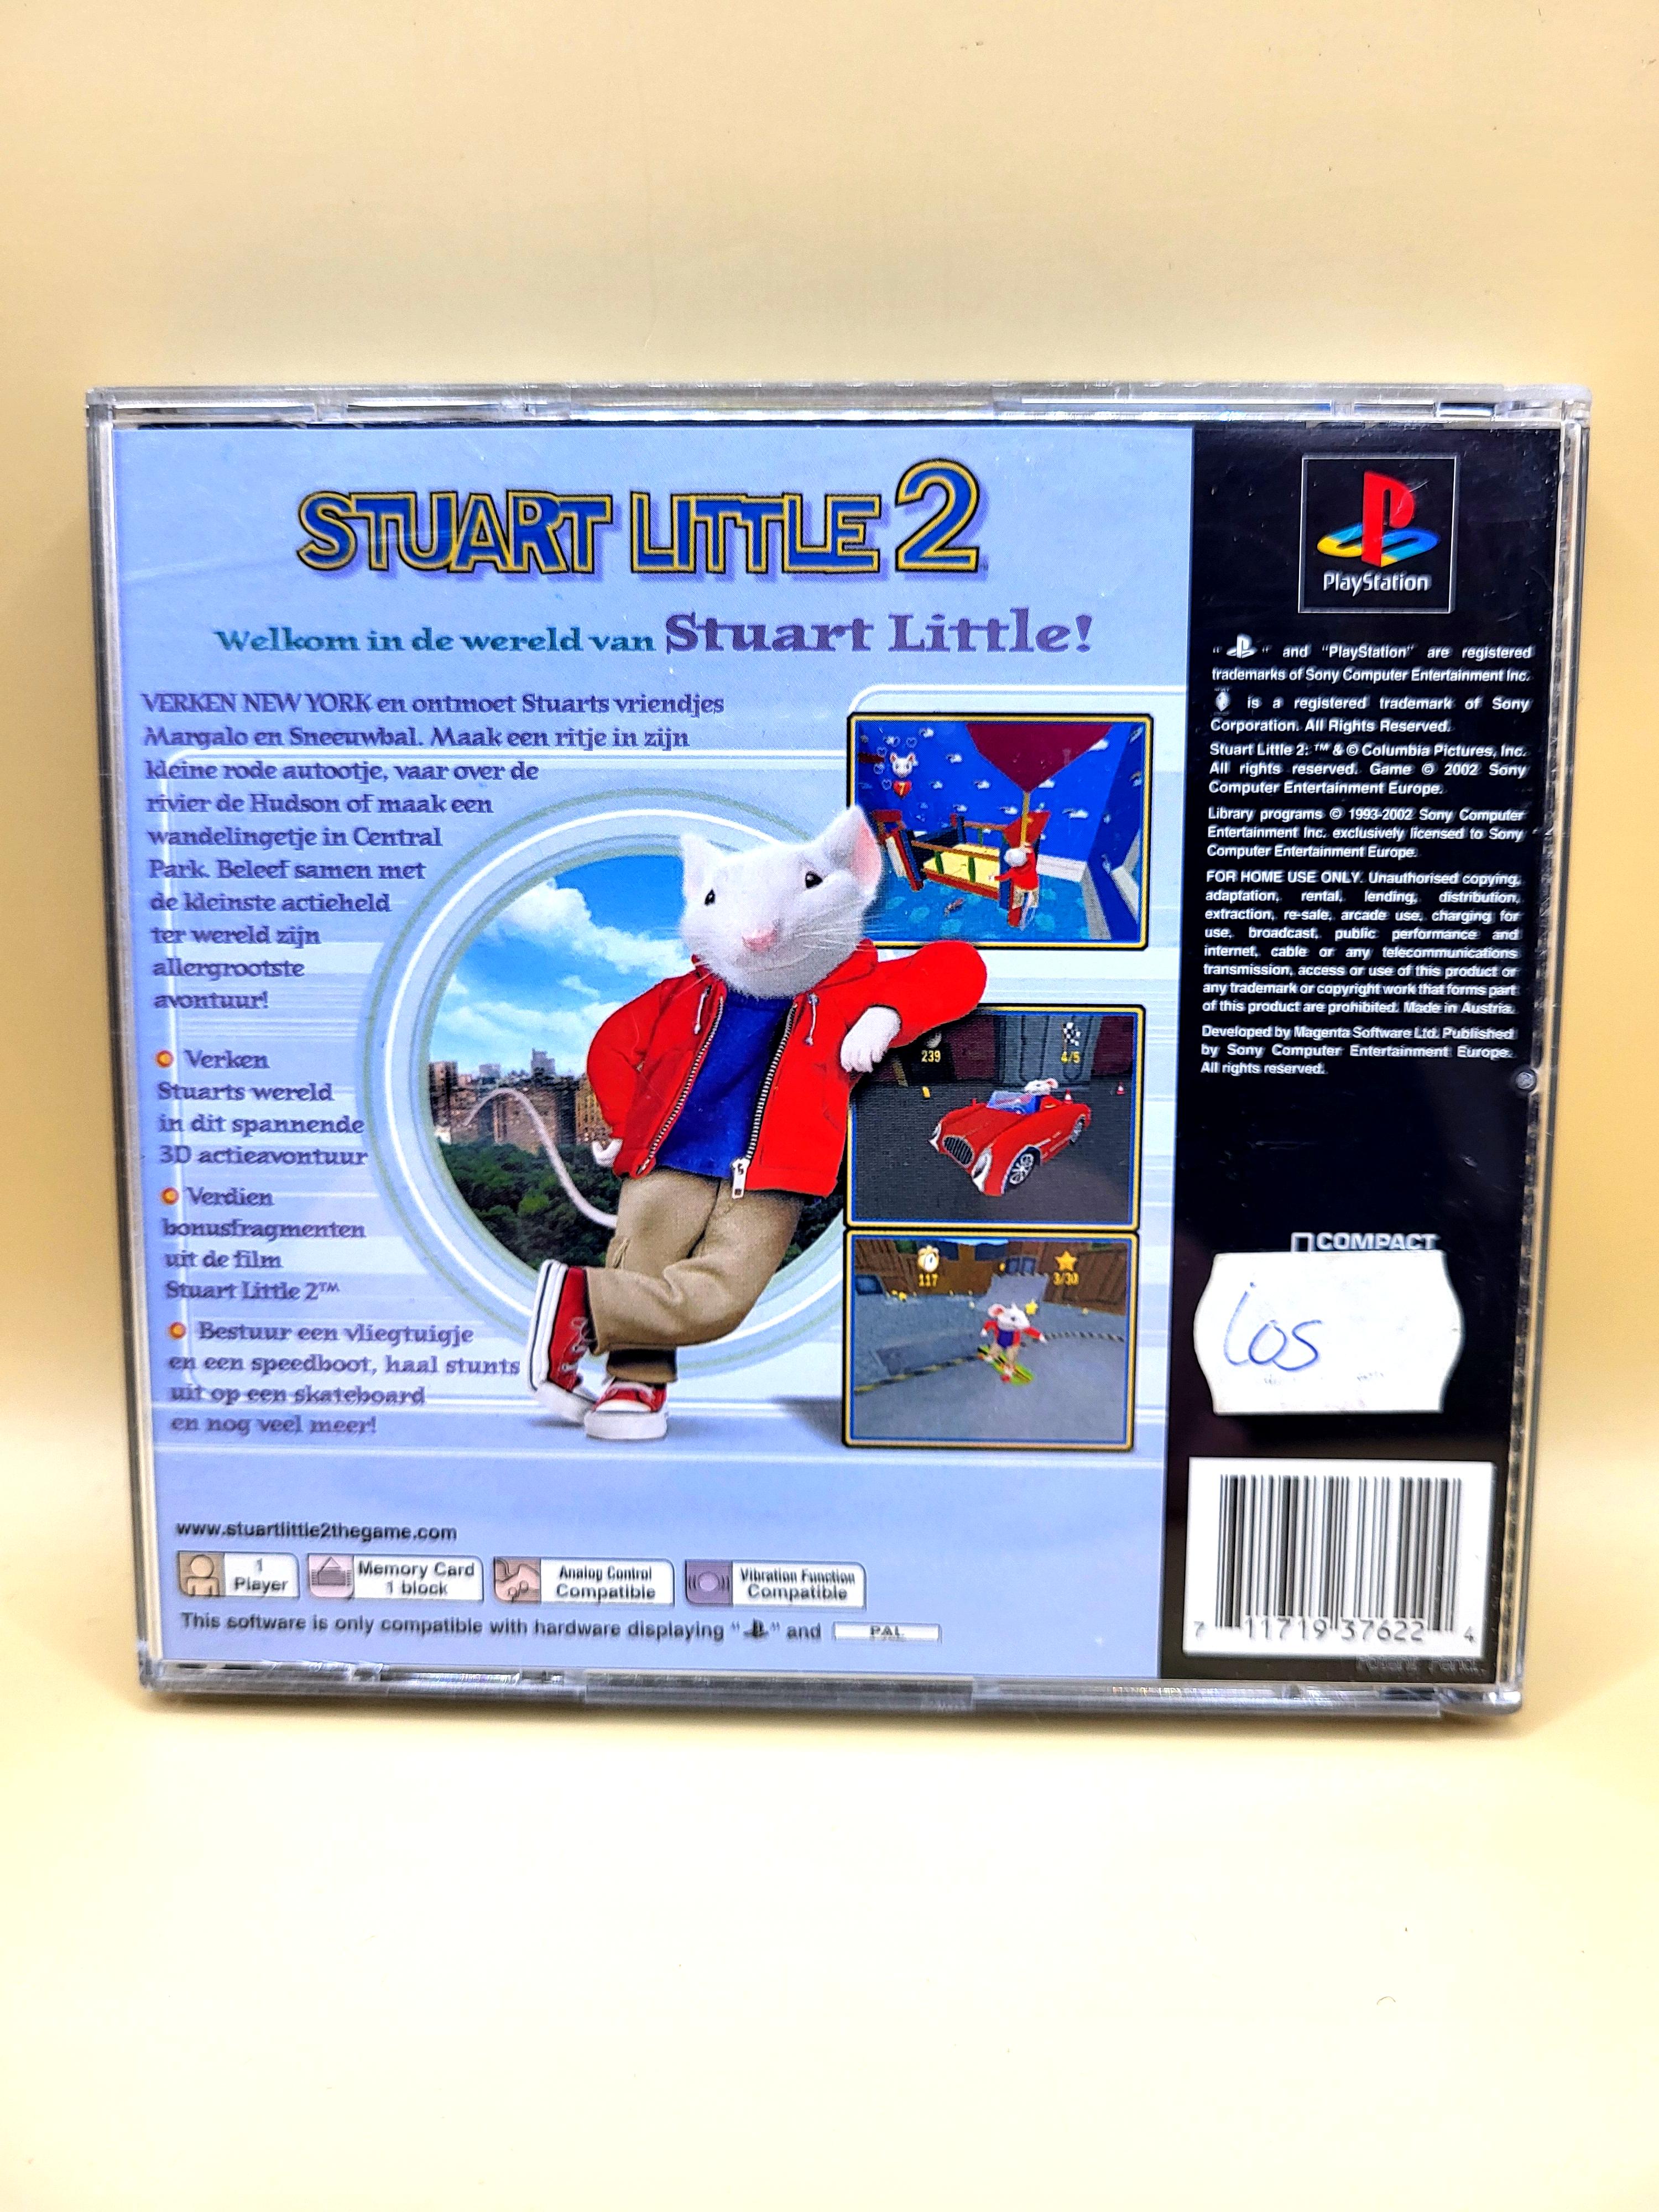 STUART LITTLE 2
Welkom in de wereld van Stuart Little!
VERKEN NEW YORK en ontmoet Stuarts vriendjes
Margalo en Sneeuwbal. Maak een ritje in zijn
kleine rode autootje, vaar over de
rivier de Hudson of maak een
wandelingetje in Central
Park. Beleef samen met
de kleinste actieheld
ter wereld zijn
allergrootste
avontuur!
Verken
Stuarts wereld
in dit spannende
3D actieavontuur
Verdien
bonusfragmenten
uit de film
Stuart Little 2™
Bestuur een vliegtuigje
en een speedboot, haal stunts
uit op een skateboard
en nog veel meer!
239
4/5
117
3/30
www.stuartlittle2thegame.com
1
Player
Memory Card
1 block
Analog Control
Compatible
Vibration Function
Compatible
This software is only compatible with hardware displaying " " and PAL
PlayStation
" " and "PlayStation" are registered
trademarks of Sony Computer Entertainment Inc.
is a registered trademark of Sony
Corporation. All Rights Reserved.
Stuart Little 2: ™ & © Columbia Pictures, Inc.
All rights reserved. Game © 2002 Sony
Computer Entertainment Europe.
Library programs © 1993-2002 Sony Computer
Entertainment Inc. exclusively licensed to Sony
Computer Entertainment Europe.
FOR HOME USE ONLY. Unauthorised copying,
adaptation, rental, lending, distribution,
extraction, re-sale, arcade use, charging for
use, broadcast, public performance and
internet, cable or any telecommunications
transmission, access or use of this product or
any trademark or copyright work that forms part
of this product are prohibited. Made in Austria.
Developed by Magenta Software Ltd. Published
by Sony Computer Entertainment Europe.
All rights reserved.
COMPACT
los
7 11719 37622 4